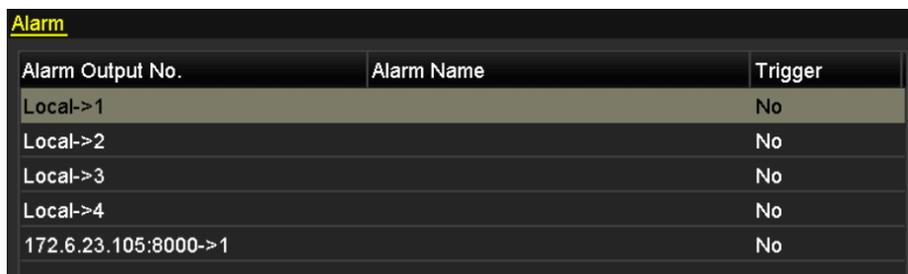 Alarm
Alarm Output No. Alarm Name Trigger
Local->1 No
Local->2 No
Local->3 No
Local->4 No
172.6.23.105:8000->1 No